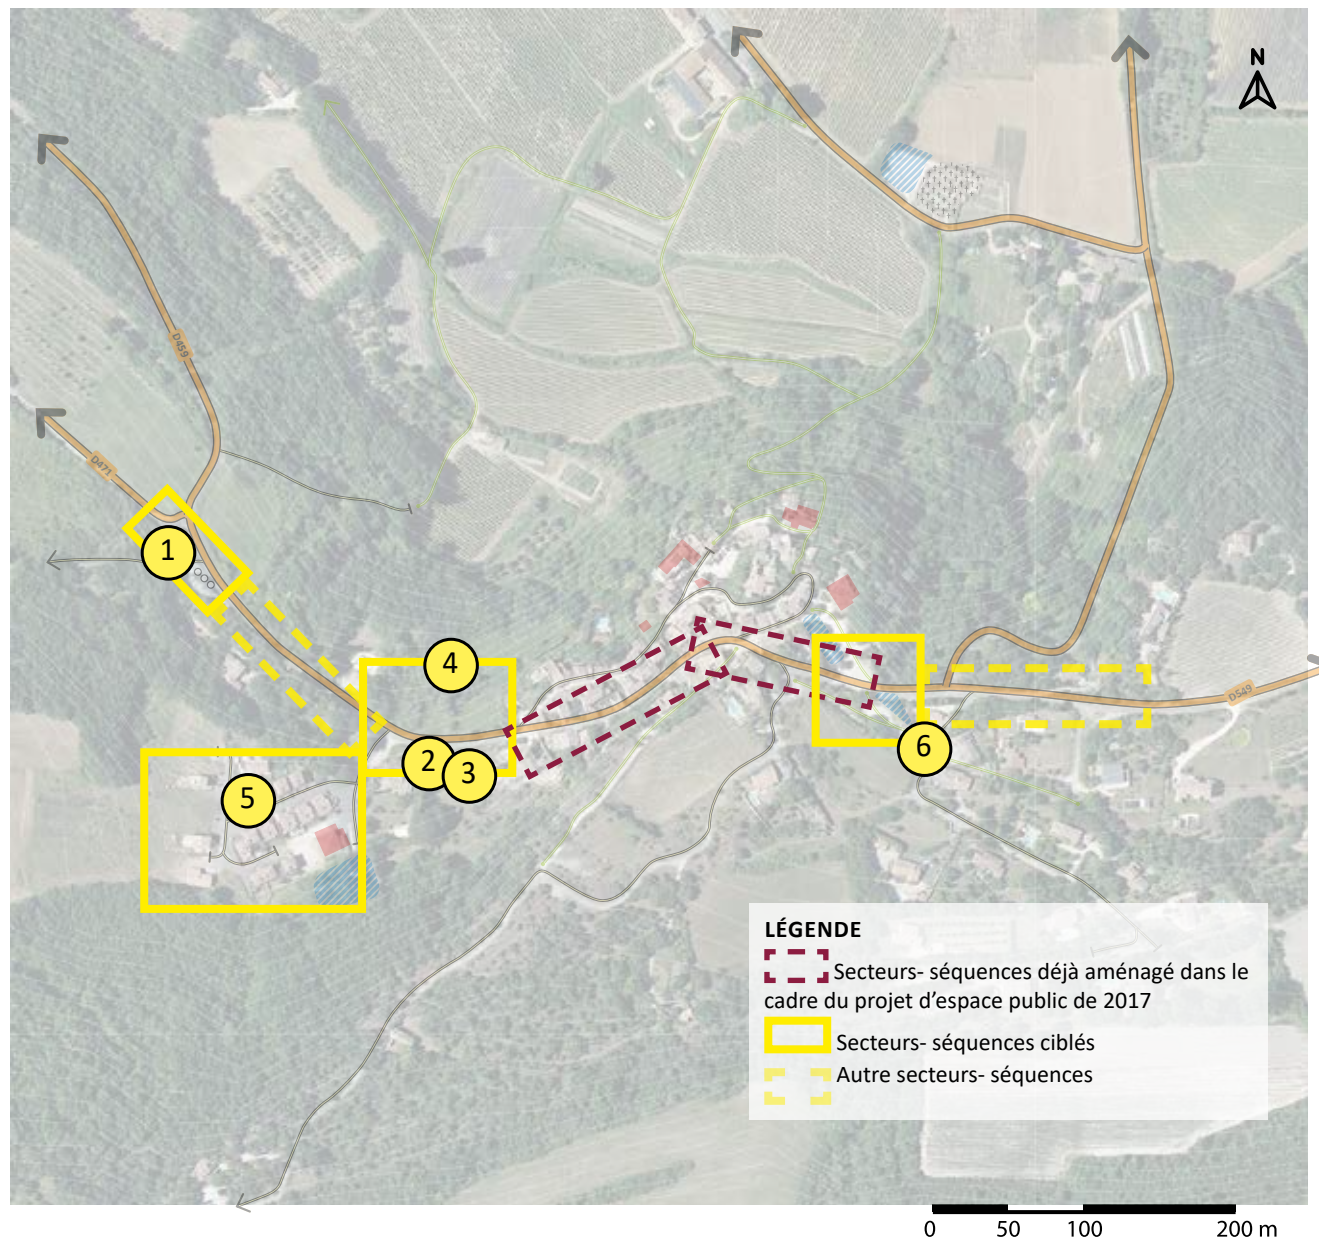 N
D459
D471
1
4
2
3
5
6
D549
LÉGENDE
Secteurs- séquences déjà aménagé dans le
cadre du projet d'espace public de 2017
Secteurs- séquences ciblés
Autre secteurs- séquences
0 50 100 200 m